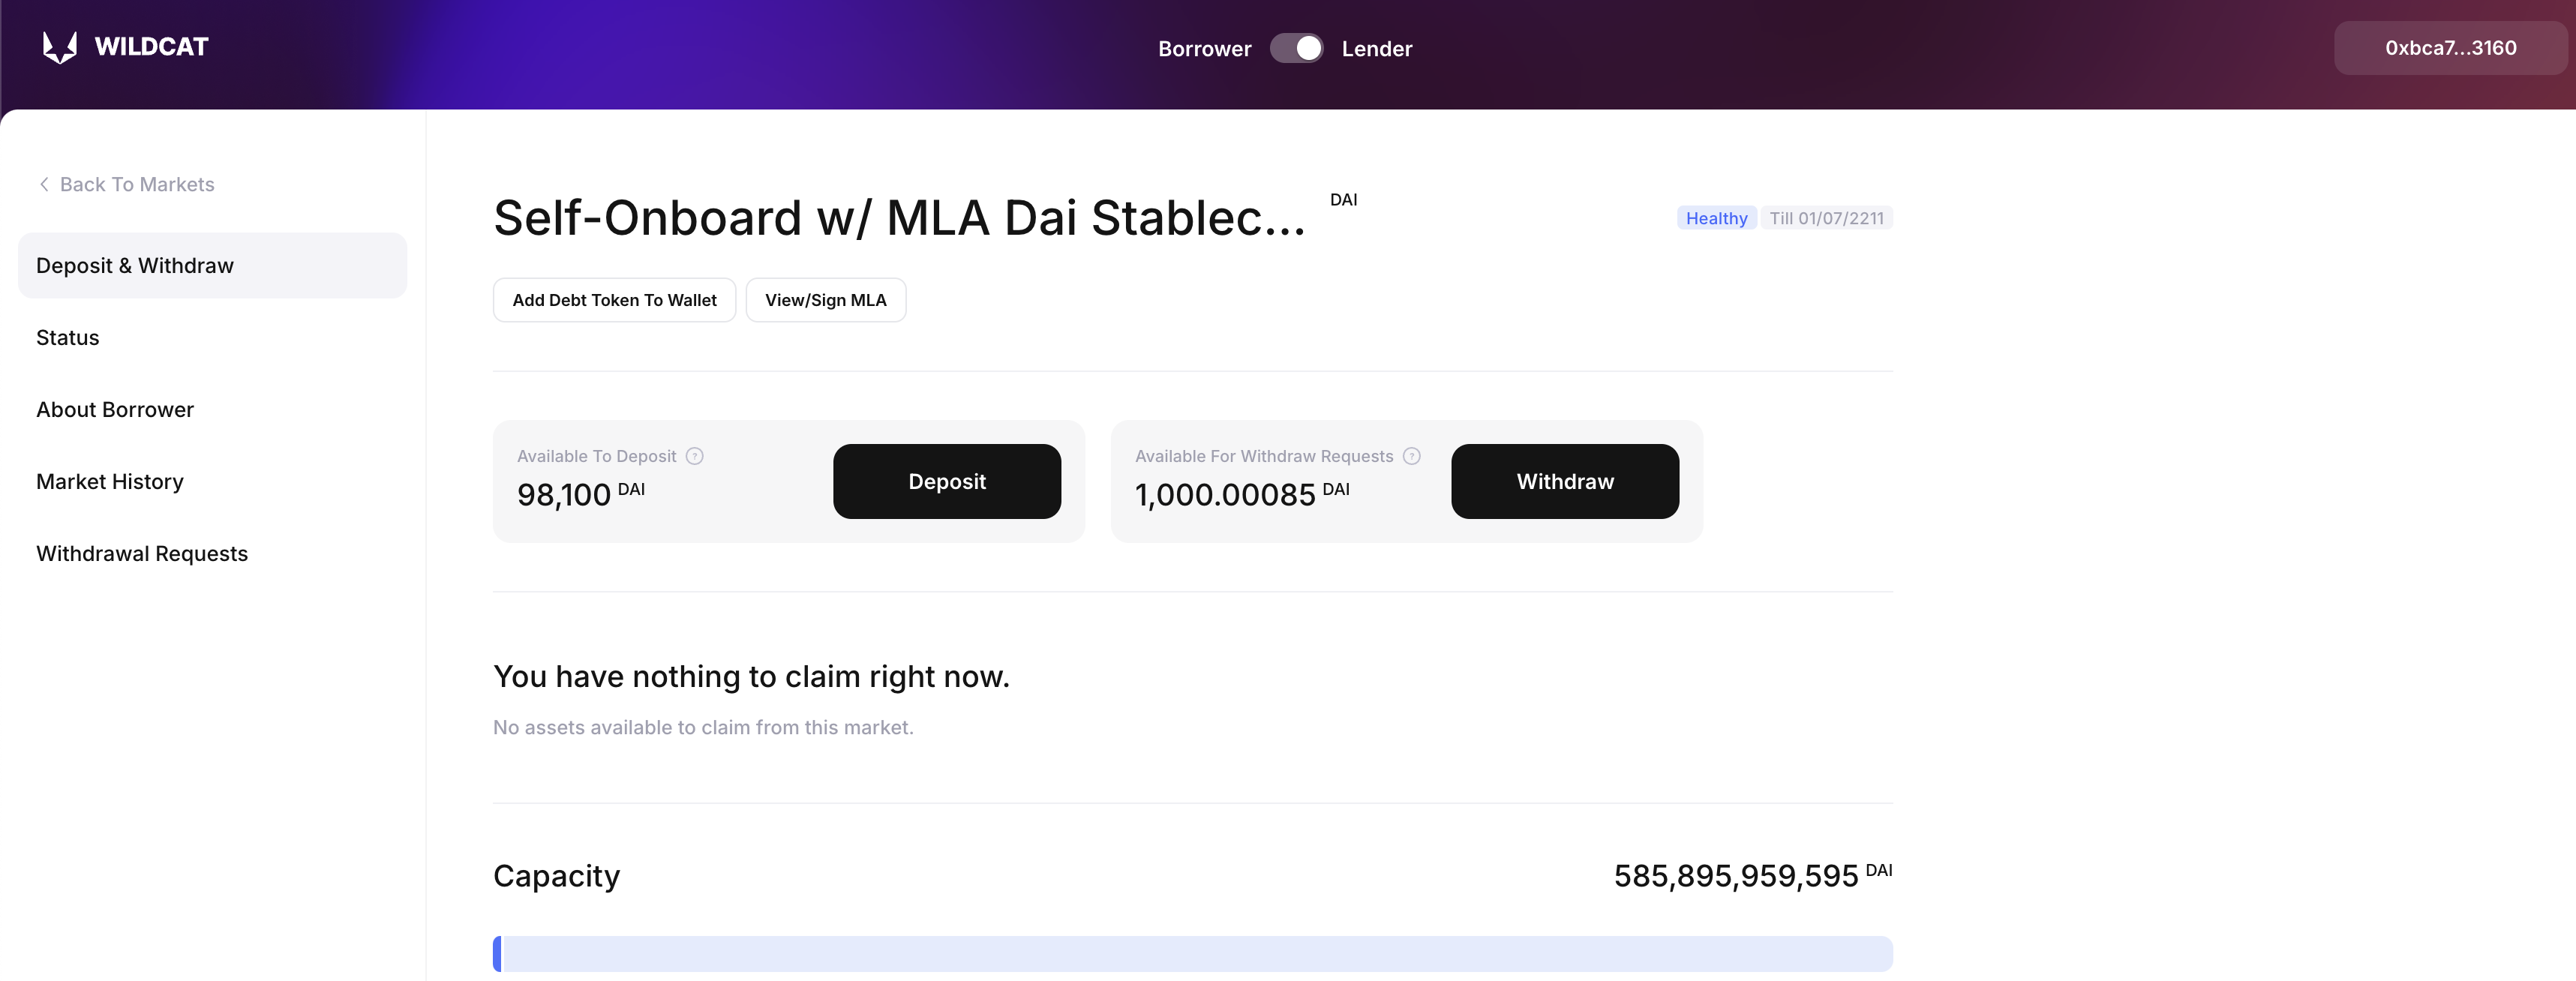 WILDCAT
Borrower Lender
0xbca7...3160
Back To Markets
Deposit & Withdraw
Status
About Borrower
Market History
Withdrawal Requests
Self-Onboard w/ MLA Dai Stablec... DAI
Healthy Till 01/07/2211
Add Debt Token To Wallet View/Sign MLA
Available To Deposit ?
98,100 DAI
Deposit
Available For Withdraw Requests ?
1,000.00085 DAI
Withdraw
You have nothing to claim right now.
No assets available to claim from this market.
Capacity 585,895,959,595 DAI